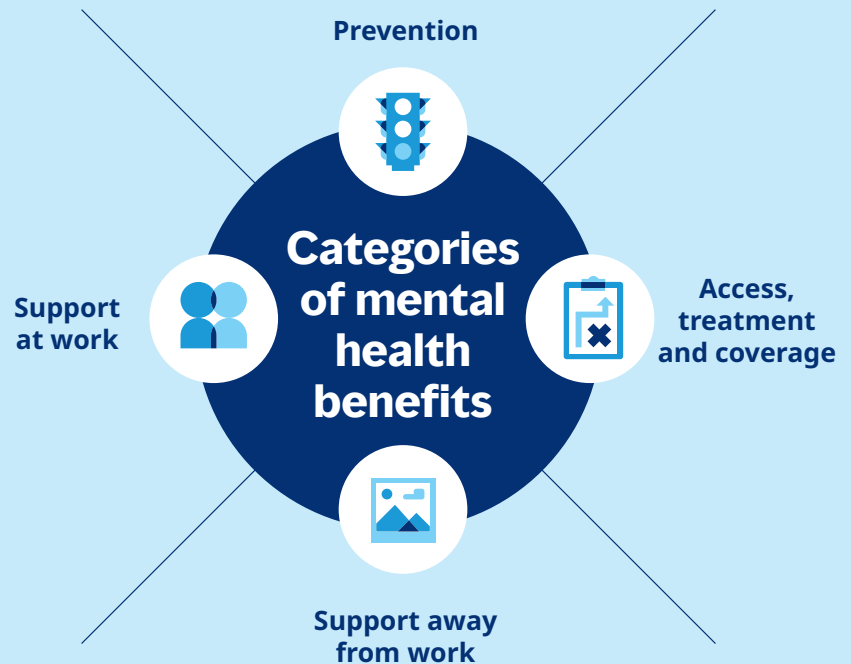 Prevention
Categories
of mental
health
benefits
Support
at work
Access,
treatment
and coverage
Support away
from work